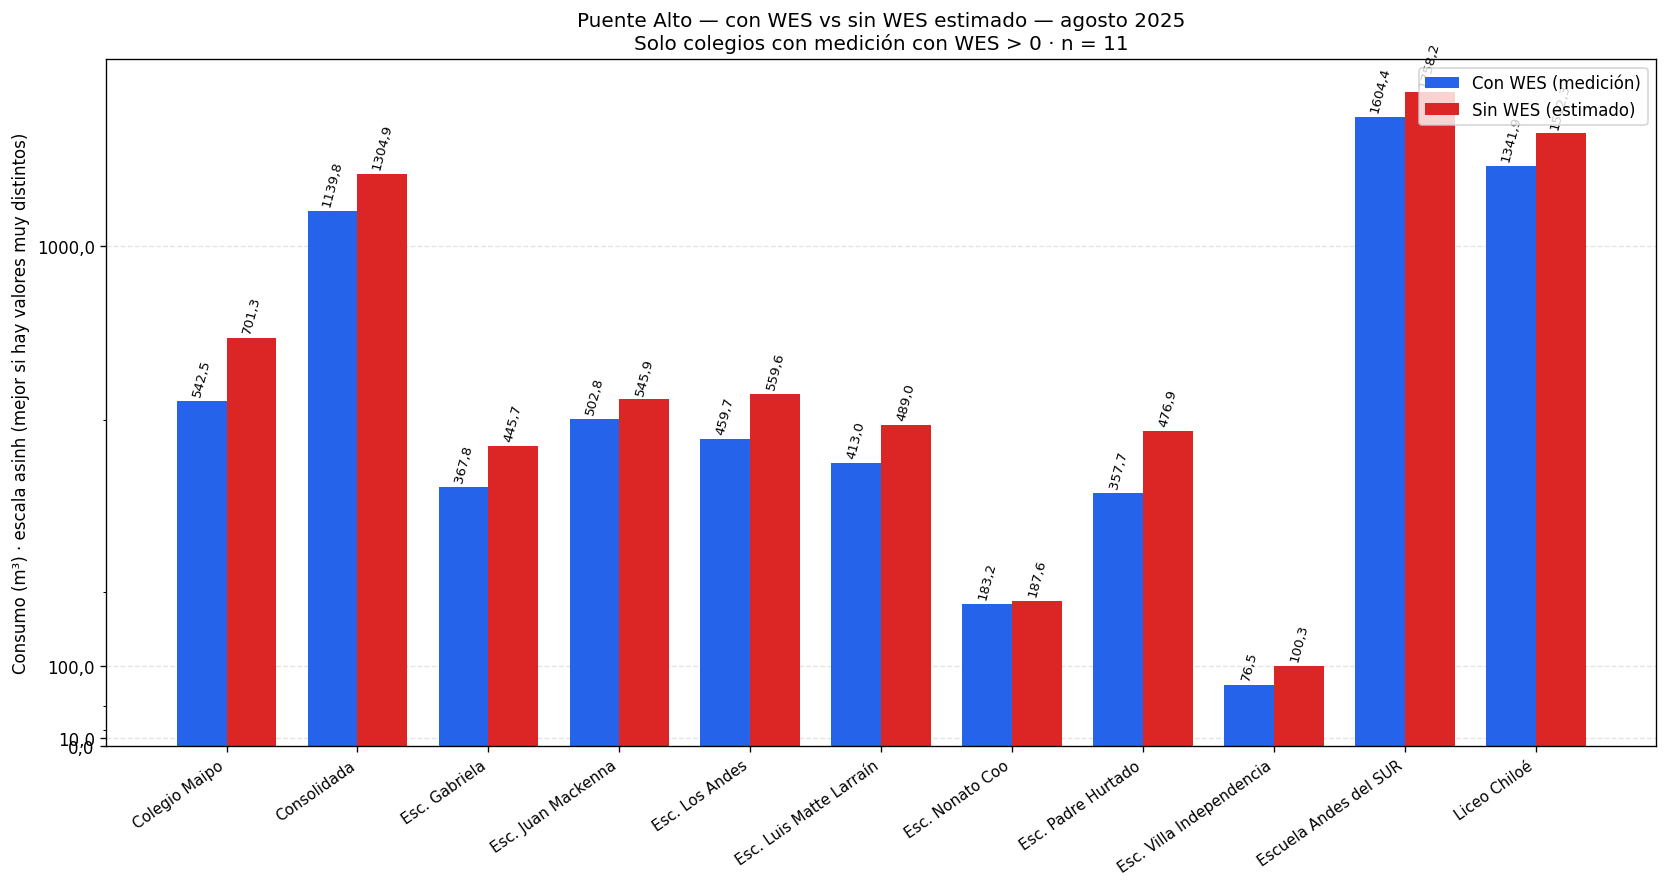 Puente Alto — con WES vs sin WES estimado — agosto 2025
Solo colegios con medición con WES > 0 · n = 11
Con WES (medición)
Sin WES (estimado)
Consumo (m³) · escala asinh (mejor si hay valores muy distintos)
1000,0
100,0
10,0
0,0
542,5
701,3
1139,8
1304,9
367,8
445,7
502,8
545,9
459,7
559,6
413,0
489,0
183,2
187,6
357,7
476,9
76,5
100,3
1604,4
1341,9
Colegio Maipo
Consolidada
Esc. Gabriela
Esc. Juan Mackenna
Esc. Los Andes
Esc. Luis Matte Larraín
Esc. Nonato Coo
Esc. Padre Hurtado
Esc. Villa Independencia
Escuela Andes del SUR
Liceo Chiloé